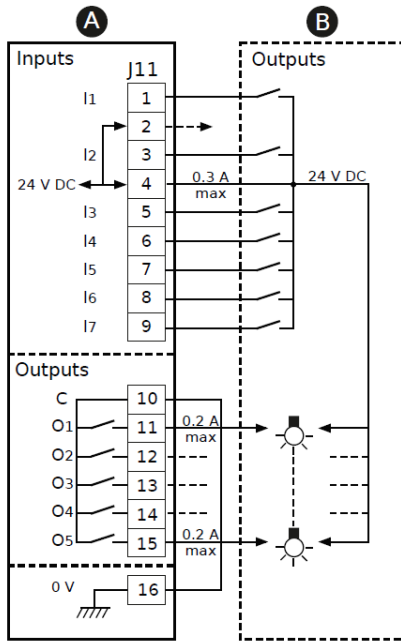 A B
Inputs Outputs
J11
I1 1
2
I2 3
24 V DC 4 0.3 A max 24 V DC
I3 5
I4 6
I5 7
I6 8
I7 9
Outputs
C 10
O1 11 0.2 A max
O2 12
O3 13
O4 14
O5 15 0.2 A max
0 V 16